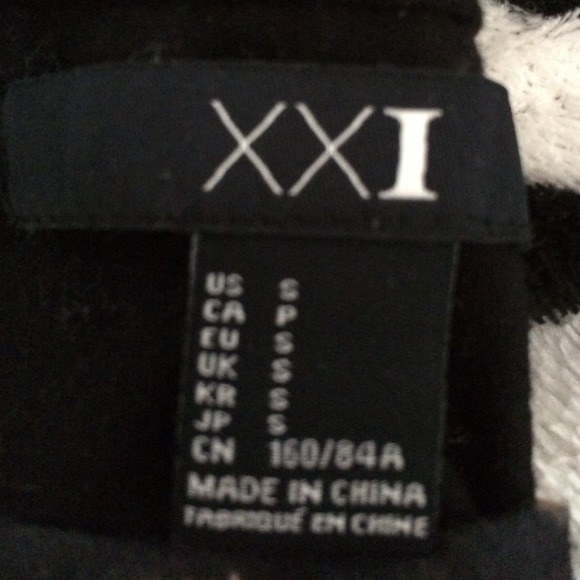 XXI
US S
CA P
EU S
UK S
KR S
JP S
CN 160/84A
MADE IN CHINA
FABRIQUÉ EN CHINE